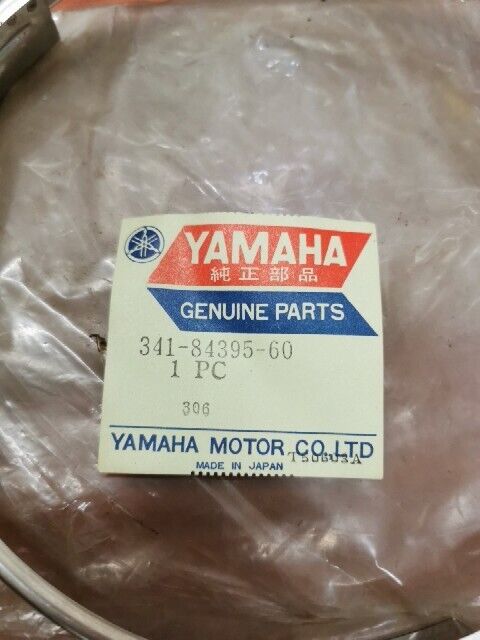 YAMAHA
純正部品
GENUINE PARTS
341-84395-60
1 PC
306
YAMAHA MOTOR CO.,LTD
MADE IN JAPAN
T50603A